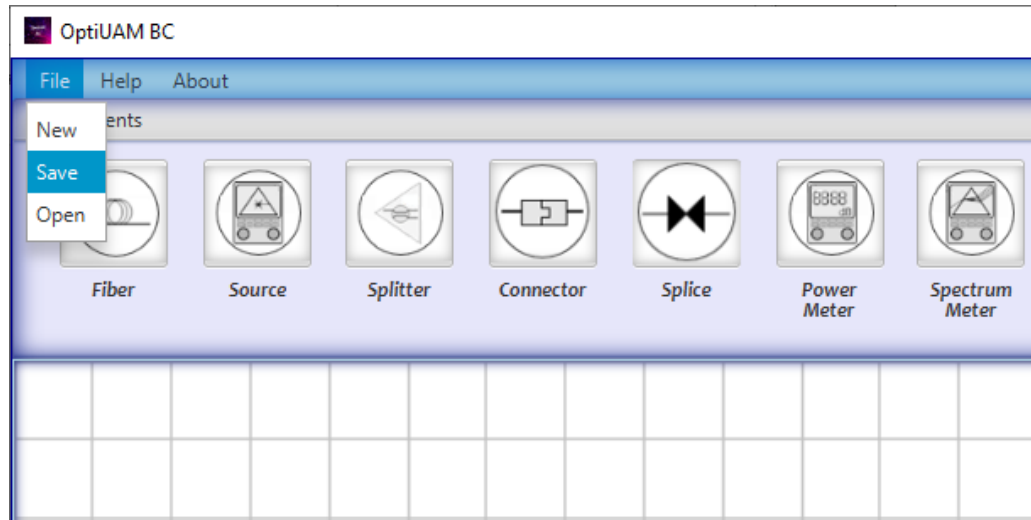 OptiUAM BC
File Help About
New ents
Save
Open
Fiber Source Splitter Connector Splice Power Meter Spectrum Meter